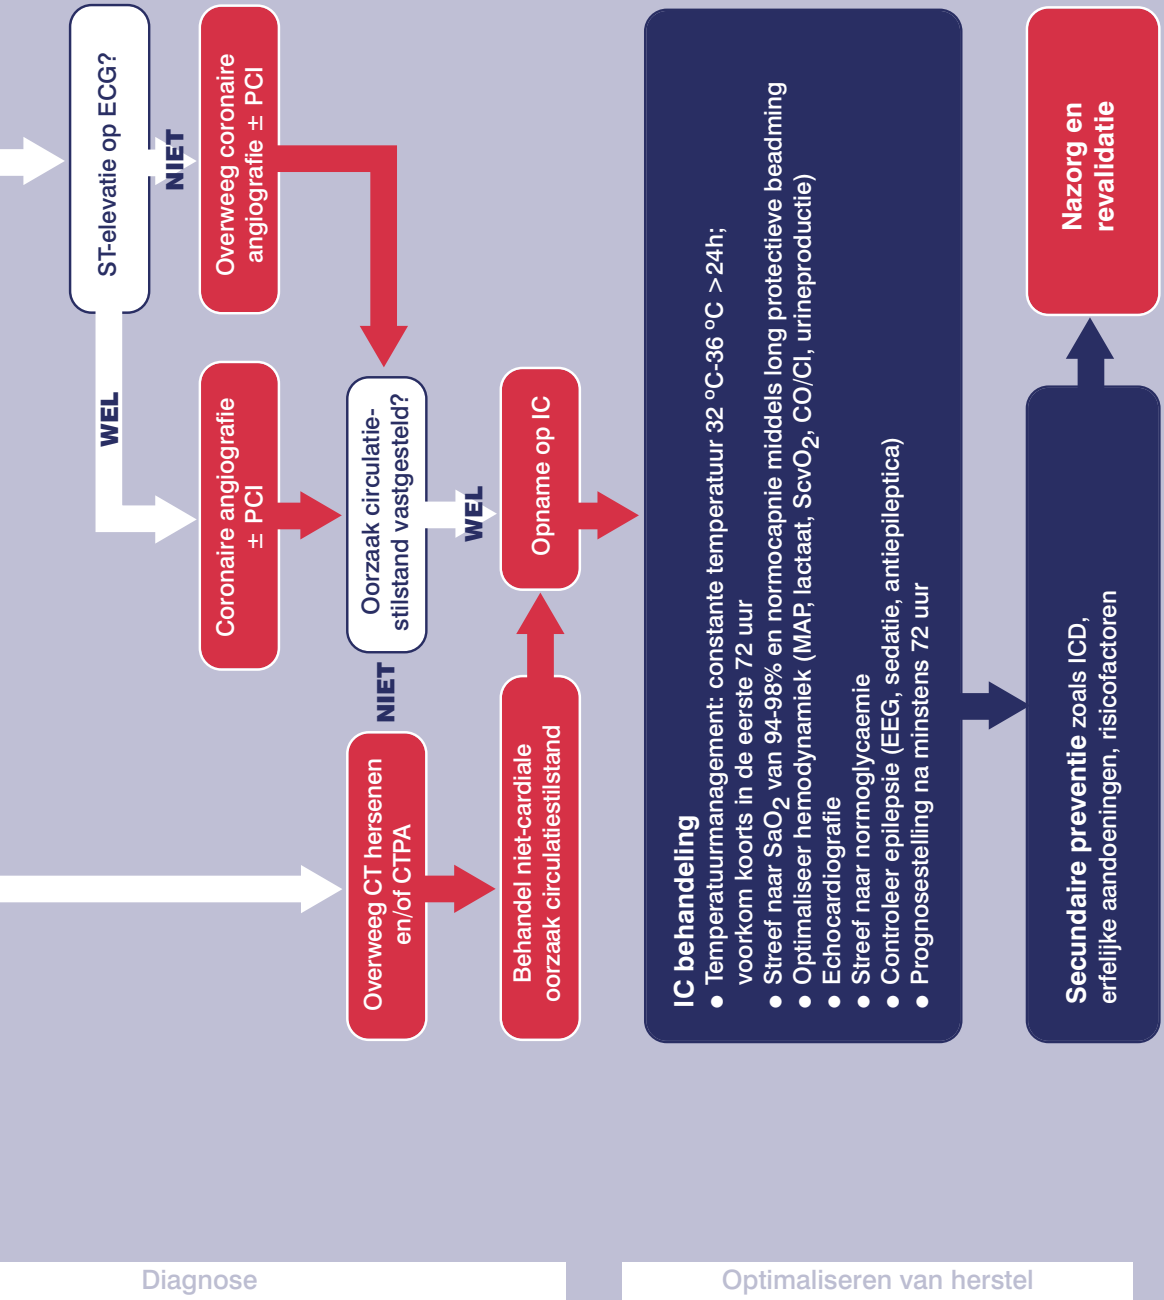 ST-elevatie op ECG?
NIET
WEL
Overweeg coronaire
angiografie ± PCI
Coronaire angiografie
± PCI
Oorzaak circulatie-
stilstand vastgesteld?
NIET
WEL
Overweeg CT hersenen
en/of CTPA
Behandel niet-cardiale
oorzaak circulatiestilstand
Opname op IC
IC behandeling
● Temperatuurmanagement: constante temperatuur 32 ºC-36 ºC >24h;
voorkom koorts in de eerste 72 uur
● Streef naar SaO2 van 94-98% en normocapnie middels long protectieve beadming
● Optimaliseer hemodynamiek (MAP, lactaat, ScvO2, CO/CI, urineproductie)
● Echocardiografie
● Streef naar normoglycaemie
● Controleer epilepsie (EEG, sedatie, antiepileptica)
● Prognosestelling na minstens 72 uur
Secundaire preventie zoals ICD,
erfelijke aandoeningen, risicofactoren
Nazorg en
revalidatie
Diagnose
Optimaliseren van herstel